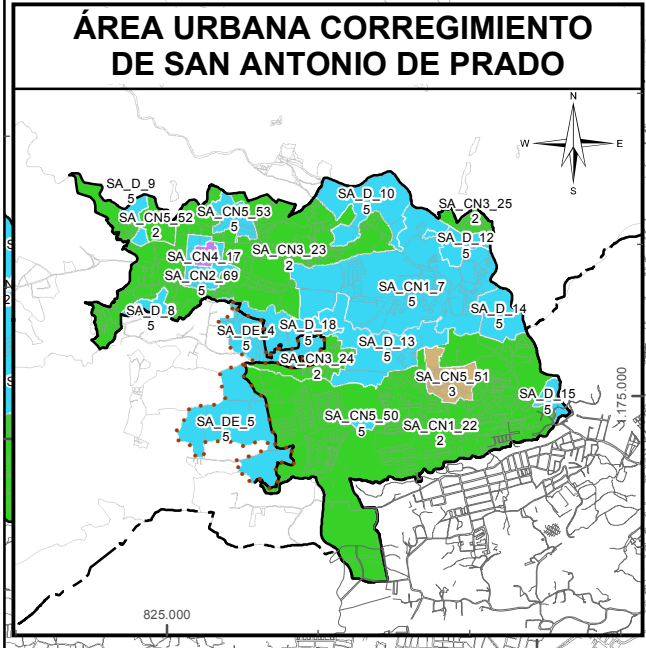 ÁREA URBANA CORREGIMIENTO
DE SAN ANTONIO DE PRADO
N
W
E
S
SA_D_9
5
SA_CN5_52
2
SA_CN5_53
5
SA_D_10
5
SA_CN3_25
2
SA_D_12
5
SA_CN4_17
SA_CN2_69
5
SA_CN3_23
2
SA_CN1_7
5
SA_D_8
5
SA_DE_4
5
SA_D_18
5
SA_D_14
5
SA_D_13
5
SA_CN3_24
2
SA_CN5_51
3
SA_D_15
5
SA_DE_5
5
SA_CN5_50
5
SA_CN1_22
2
1.175.000
825.000